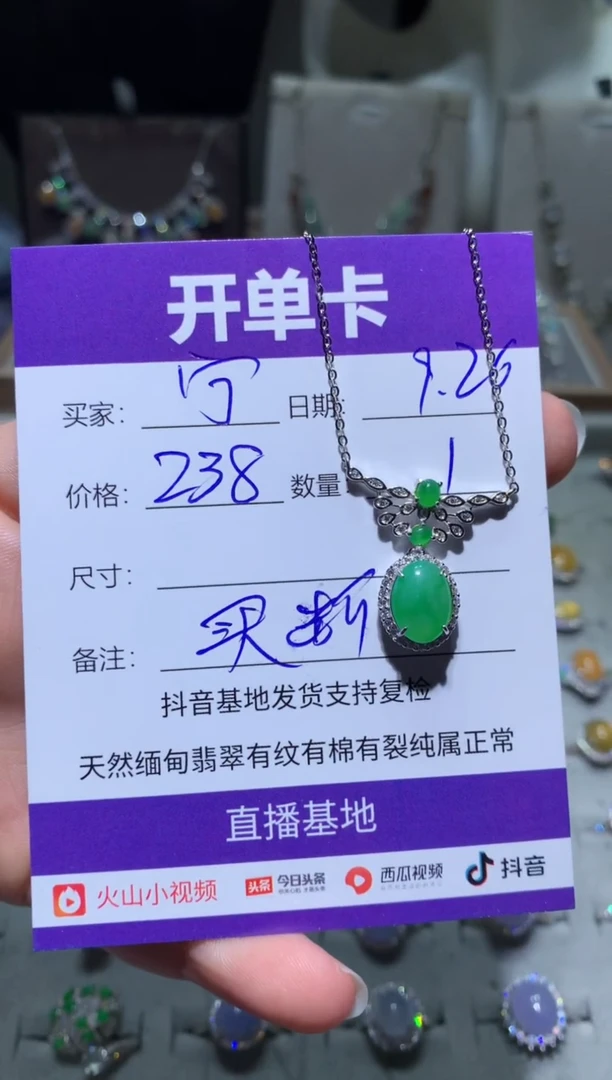 开单卡
买家: 宁 日期: 9.26
价格: 238 数量: 1
尺寸:
备注: 买断
抖音基地发货支持复检
天然缅甸翡翠有纹有棉有裂纯属正常
直播基地
火山小视频 头条 今日头条 西瓜视频 抖音